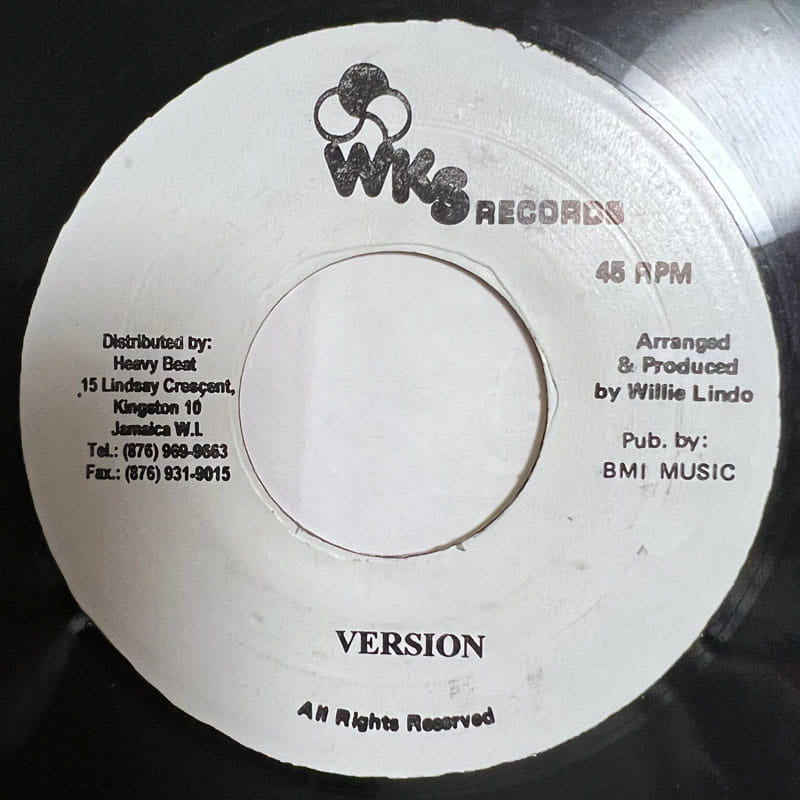 WKS RECORDS
45 RPM
Distributed by:
Heavy Beat
15 Lindsay Crescent,
Kingston 10
Jamaica W.I.
Tel.: (876) 969-9663
Fax.: (876) 931-9015
Arranged
& Produced
by Willie Lindo
Pub. by:
BMI MUSIC
VERSION
All Rights Reserved